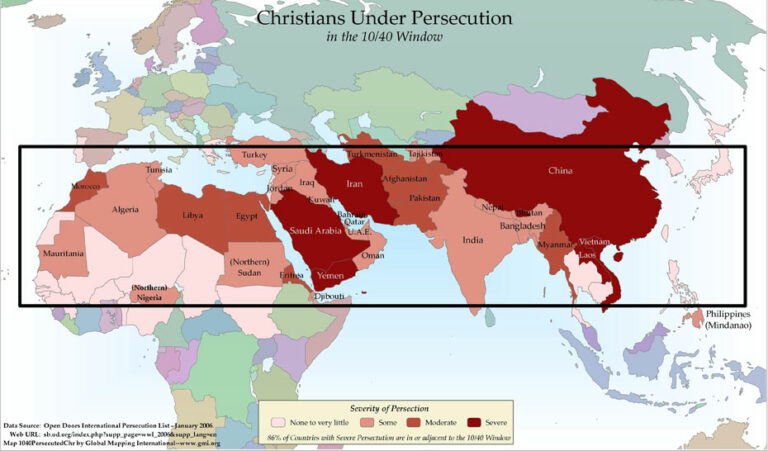 Christians Under Persecution
in the 10/40 Window
Turkey
Turkmenistan
Tajikistan
China
Tunisia
Syria
Morocco
Iraq
Iran
Afghanistan
Jordan
Kuwait
Algeria
Pakistan
Libya
Egypt
Bahrain
Qatar
Nepal
Bhutan
Saudi Arabia
U.A.E.
India
Bangladesh
Mauritania
(Northern)
Sudan
Oman
Myanmar
Vietnam
Laos
Eritrea
Yemen
(Northern)
Nigeria
Djibouti
Philippines
(Mindanao)
Severity of Persection
None to very little Some Moderate Severe
86% of Countries with Severe Persectution are in or adjacent to the 10/40 Window
Data Source: Open Doors International Persecution List--January 2006.
Web URL: sb.od.org/index.php?supp_page=wwl_2006&supp_lang=en
Map 1040PersecutedChr by Global Mapping International--www.gmi.org